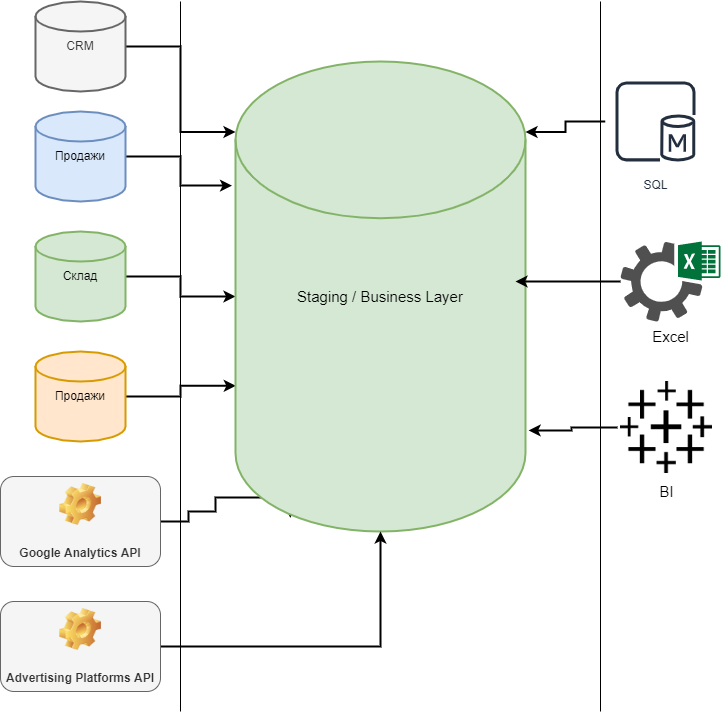 CRM
Продажи
Склад
Продажи
Google Analytics API
Advertising Platforms API
Staging / Business Layer
M
SQL
X
Excel
BI